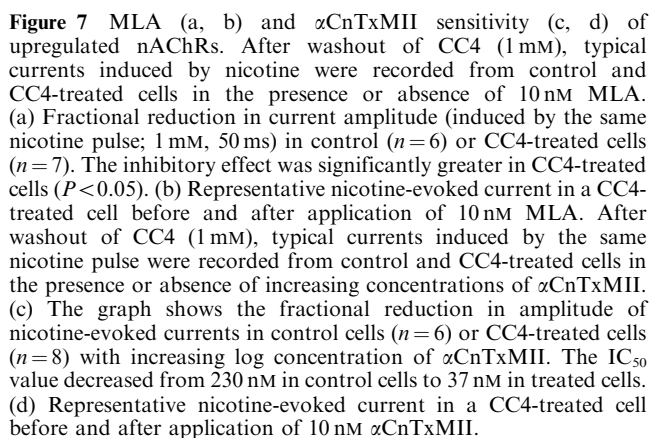 Figure 7 MLA (a, b) and αCnTxMII sensitivity (c, d) of
upregulated nAChRs. After washout of CC4 (1 mM), typical
currents induced by nicotine were recorded from control and
CC4-treated cells in the presence or absence of 10 nM MLA.
(a) Fractional reduction in current amplitude (induced by the same
nicotine pulse; 1 mM, 50 ms) in control (n = 6) or CC4-treated cells
(n = 7). The inhibitory effect was significantly greater in CC4-treated
cells (P < 0.05). (b) Representative nicotine-evoked current in a CC4-
treated cell before and after application of 10 nM MLA. After
washout of CC4 (1 mM), typical currents induced by the same
nicotine pulse were recorded from control and CC4-treated cells in
the presence or absence of increasing concentrations of αCnTxMII.
(c) The graph shows the fractional reduction in amplitude of
nicotine-evoked currents in control cells (n = 6) or CC4-treated cells
(n = 8) with increasing log concentration of αCnTxMII. The IC50
value decreased from 230 nM in control cells to 37 nM in treated cells.
(d) Representative nicotine-evoked current in a CC4-treated cell
before and after application of 10 nM αCnTxMII.